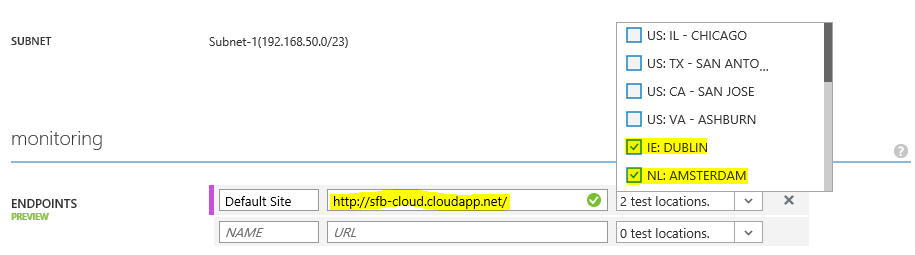 SUBNET
Subnet-1(192.168.50.0/23)
US: IL - CHICAGO
US: TX - SAN ANTO...
US: CA - SAN JOSE
US: VA - ASHBURN
IE: DUBLIN
NL: AMSTERDAM
monitoring
?
ENDPOINTS
PREVIEW
Default Site
http://sfb-cloud.cloudapp.net/
2 test locations.
NAME
URL
0 test locations.